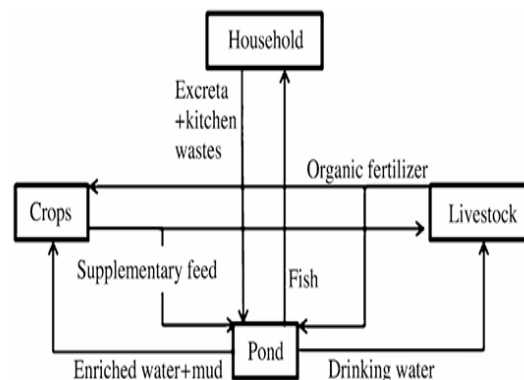 Household
Excreta
+kitchen
wastes
Organic fertilizer
Crops
Livestock
Supplementary feed
Fish
Pond
Enriched water+mud
Drinking water